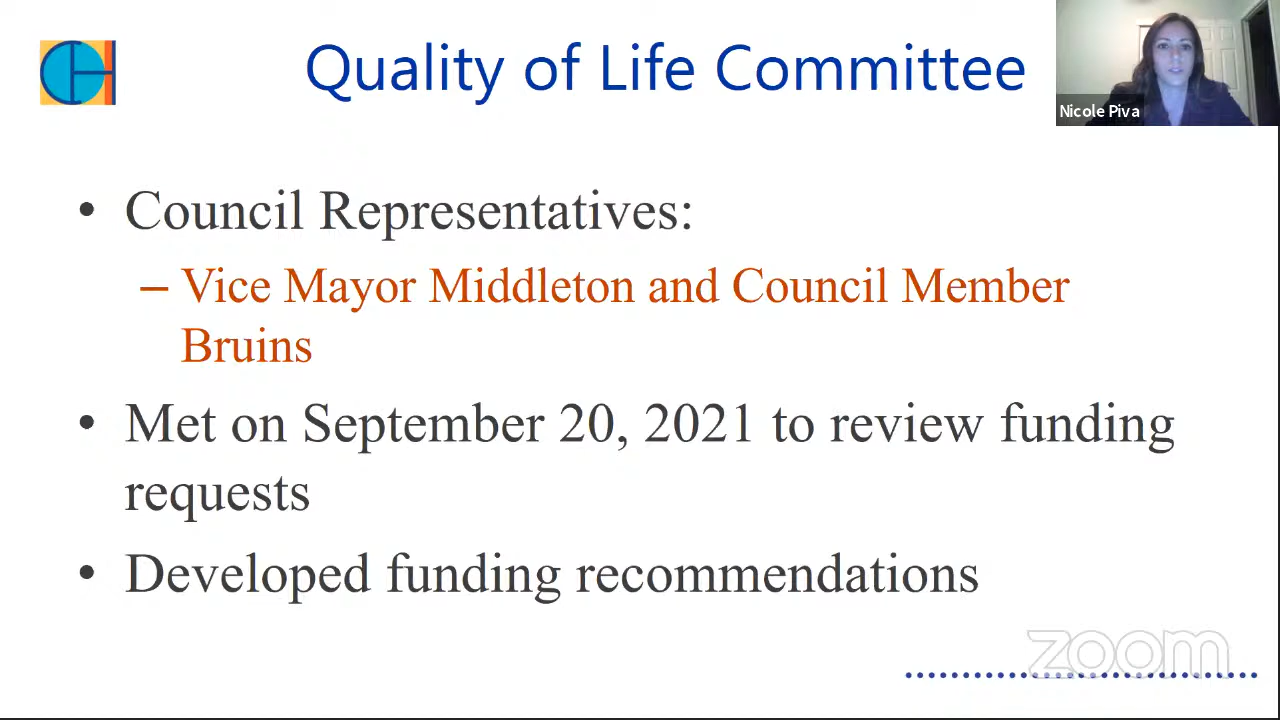 Quality of Life Committee
Nicole Piva
• Council Representatives:
– Vice Mayor Middleton and Council Member
Bruins
• Met on September 20, 2021 to review funding
requests
• Developed funding recommendations
zoom